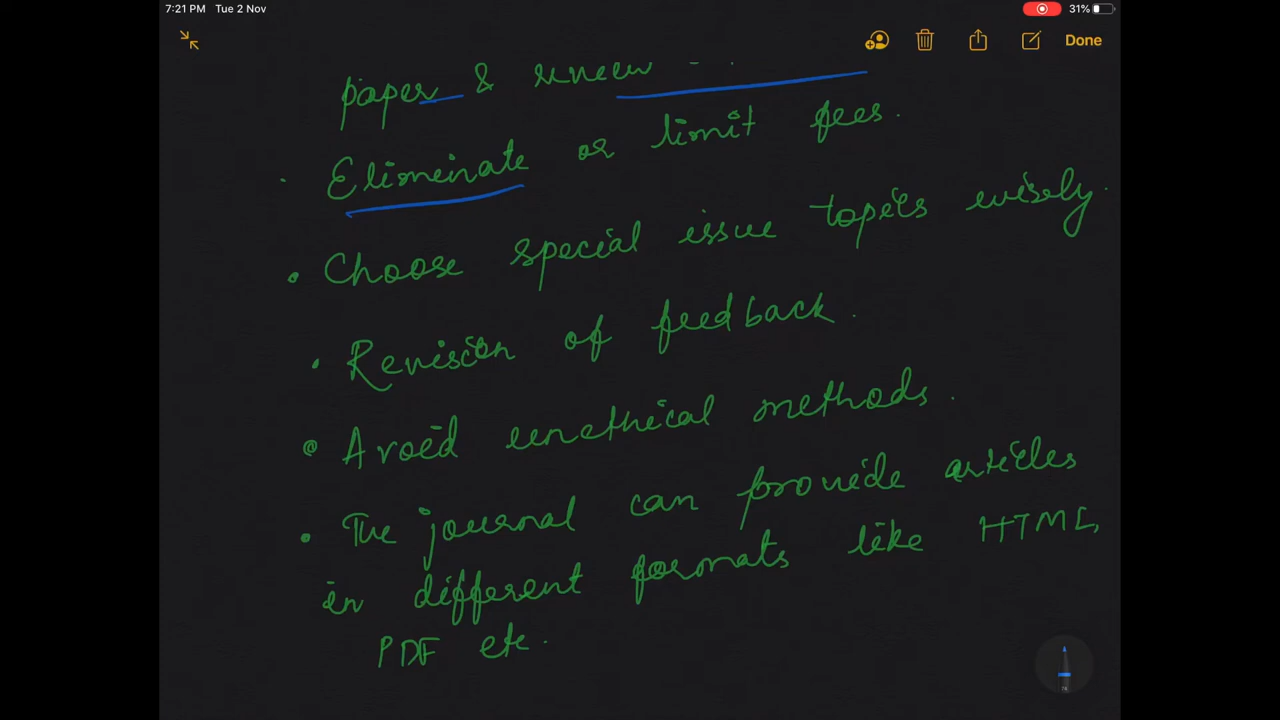 7:21 PM Tue 2 Nov
31%
Done
paper & review
Eliminate or limit fees.
• Choose special issue topics wisely.
• Revision of feedback.
• Avoid unethical methods.
• The journal can provide articles
in different formats like HTML,
PDF etc.